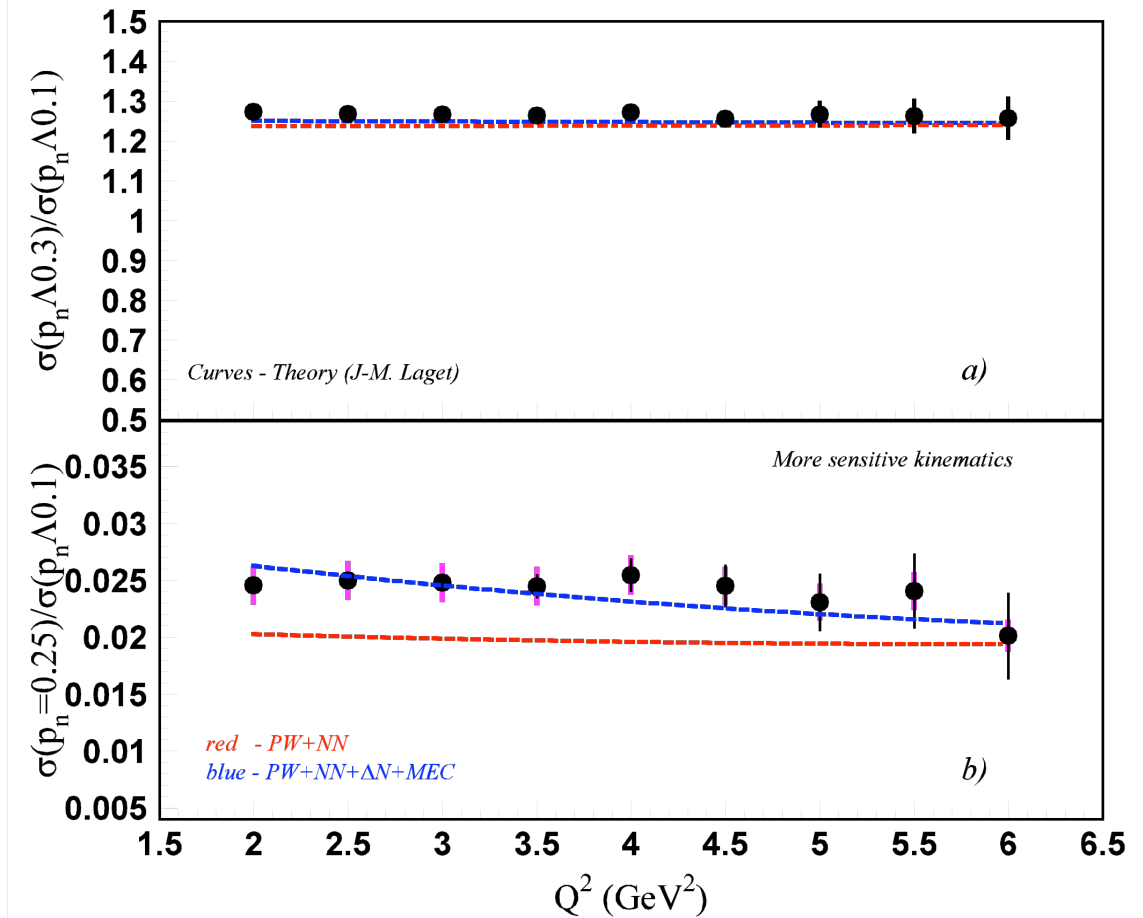 σ(pnΛ0.3)/σ(pnΛ0.1)
1.5
1.4
1.3
1.2
1.1
1
0.9
0.8
0.7
0.6
0.5
Curves - Theory (J-M. Laget)
a)
σ(pn=0.25)/σ(pnΛ0.1)
0.035
0.03
0.025
0.02
0.015
0.01
0.005
More sensitive kinematics
red - PW+NN
blue - PW+NN+ΔN+MEC
b)
1.5 2 2.5 3 3.5 4 4.5 5 5.5 6 6.5
Q² (GeV²)